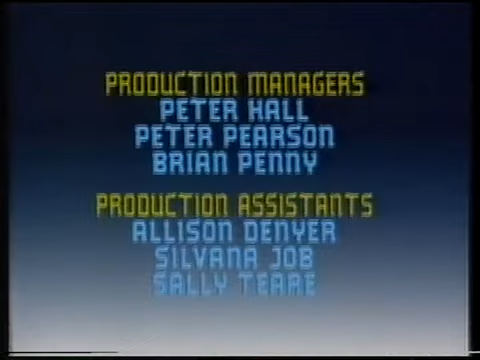 PRODUCTION MANAGERS
PETER HALL
PETER PEARSON
BRIAN PENNY
PRODUCTION ASSISTANTS
ALLISON DENYER
SILVANA JOB
SALLY TEARE